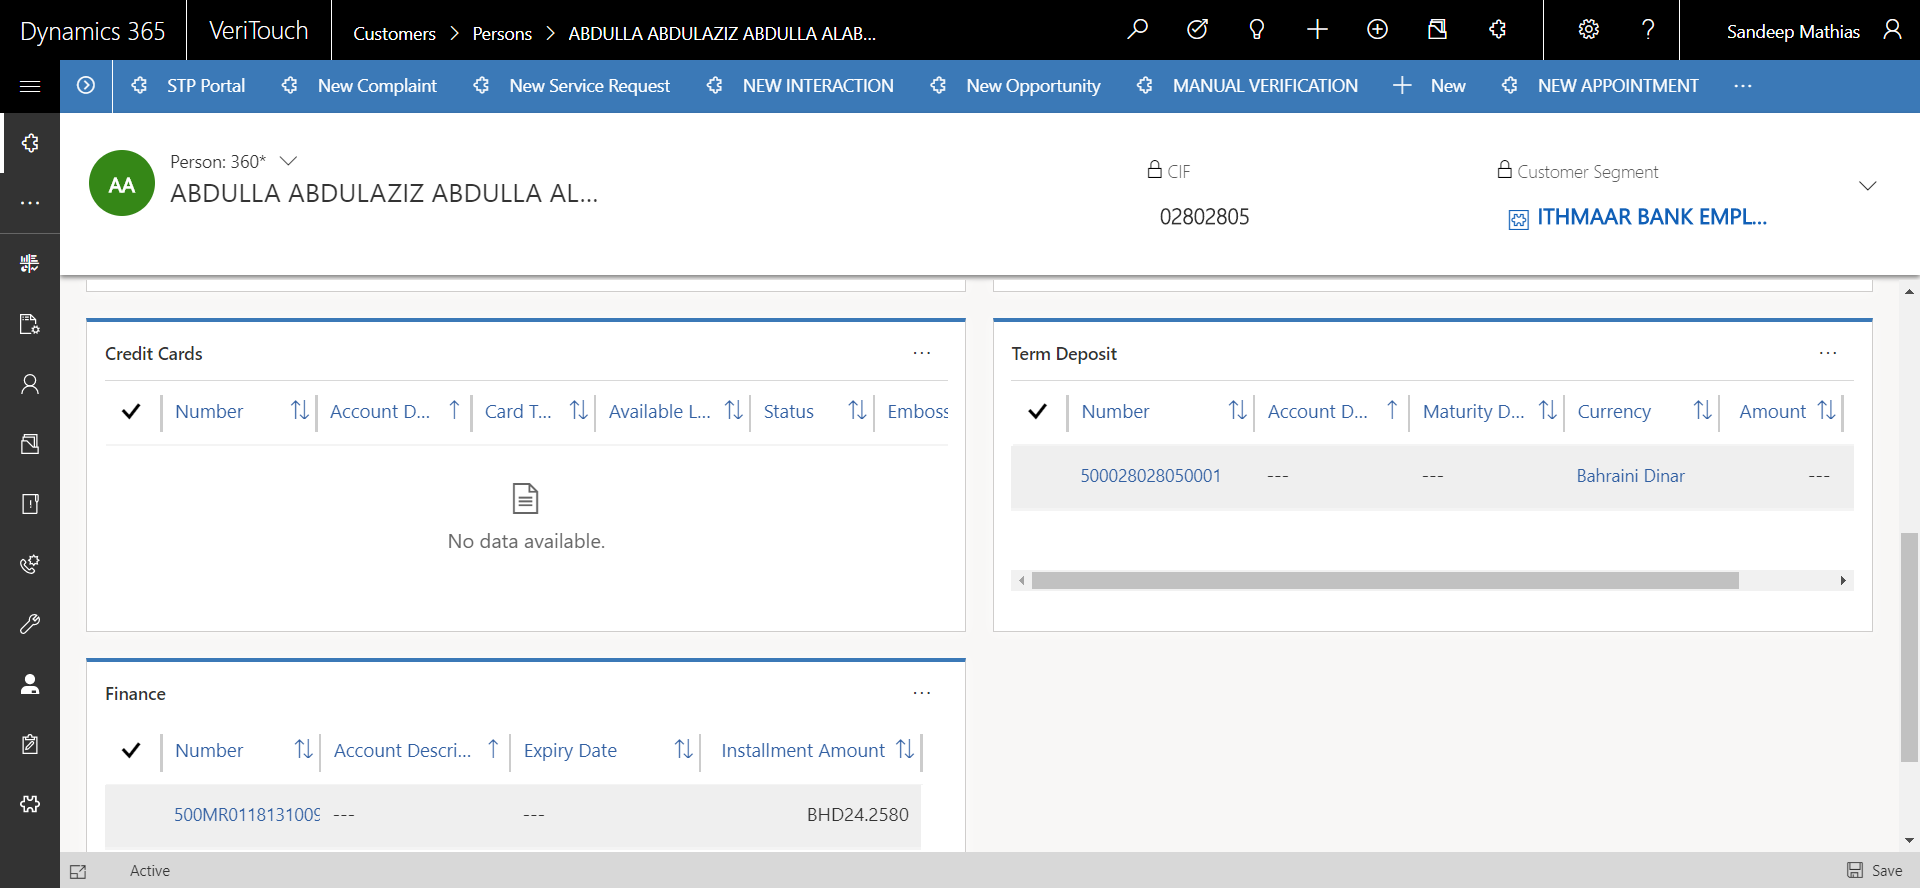 Dynamics 365
VeriTouch
Customers > Persons > ABDULLA ABDULAZIZ ABDULLA ALAB...
Sandeep Mathias
STP Portal
New Complaint
New Service Request
NEW INTERACTION
New Opportunity
MANUAL VERIFICATION
New
NEW APPOINTMENT
...
AA
Person: 360*
ABDULLA ABDULAZIZ ABDULLA AL...
CIF
02802805
Customer Segment
ITHMAAR BANK EMPL...
Credit Cards
...
Number Account D... Card T... Available L... Status Emboss
No data available.
Term Deposit
...
Number Account D... Maturity D... Currency Amount
500028028050001 --- --- Bahraini Dinar ---
Finance
...
Number Account Descri... Expiry Date Installment Amount
500MR0118131009 --- --- BHD24.2580
Active
Save